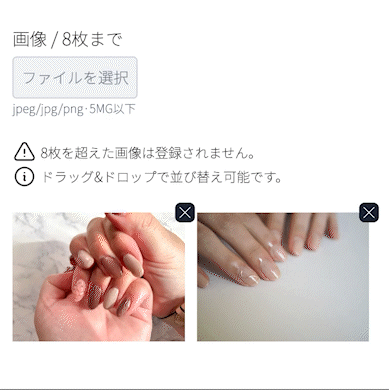 画像 / 8枚まで
ファイルを選択
jpeg/jpg/png･5MG以下
8枚を超えた画像は登録されません。
ドラッグ&ドロップで並び替え可能です。